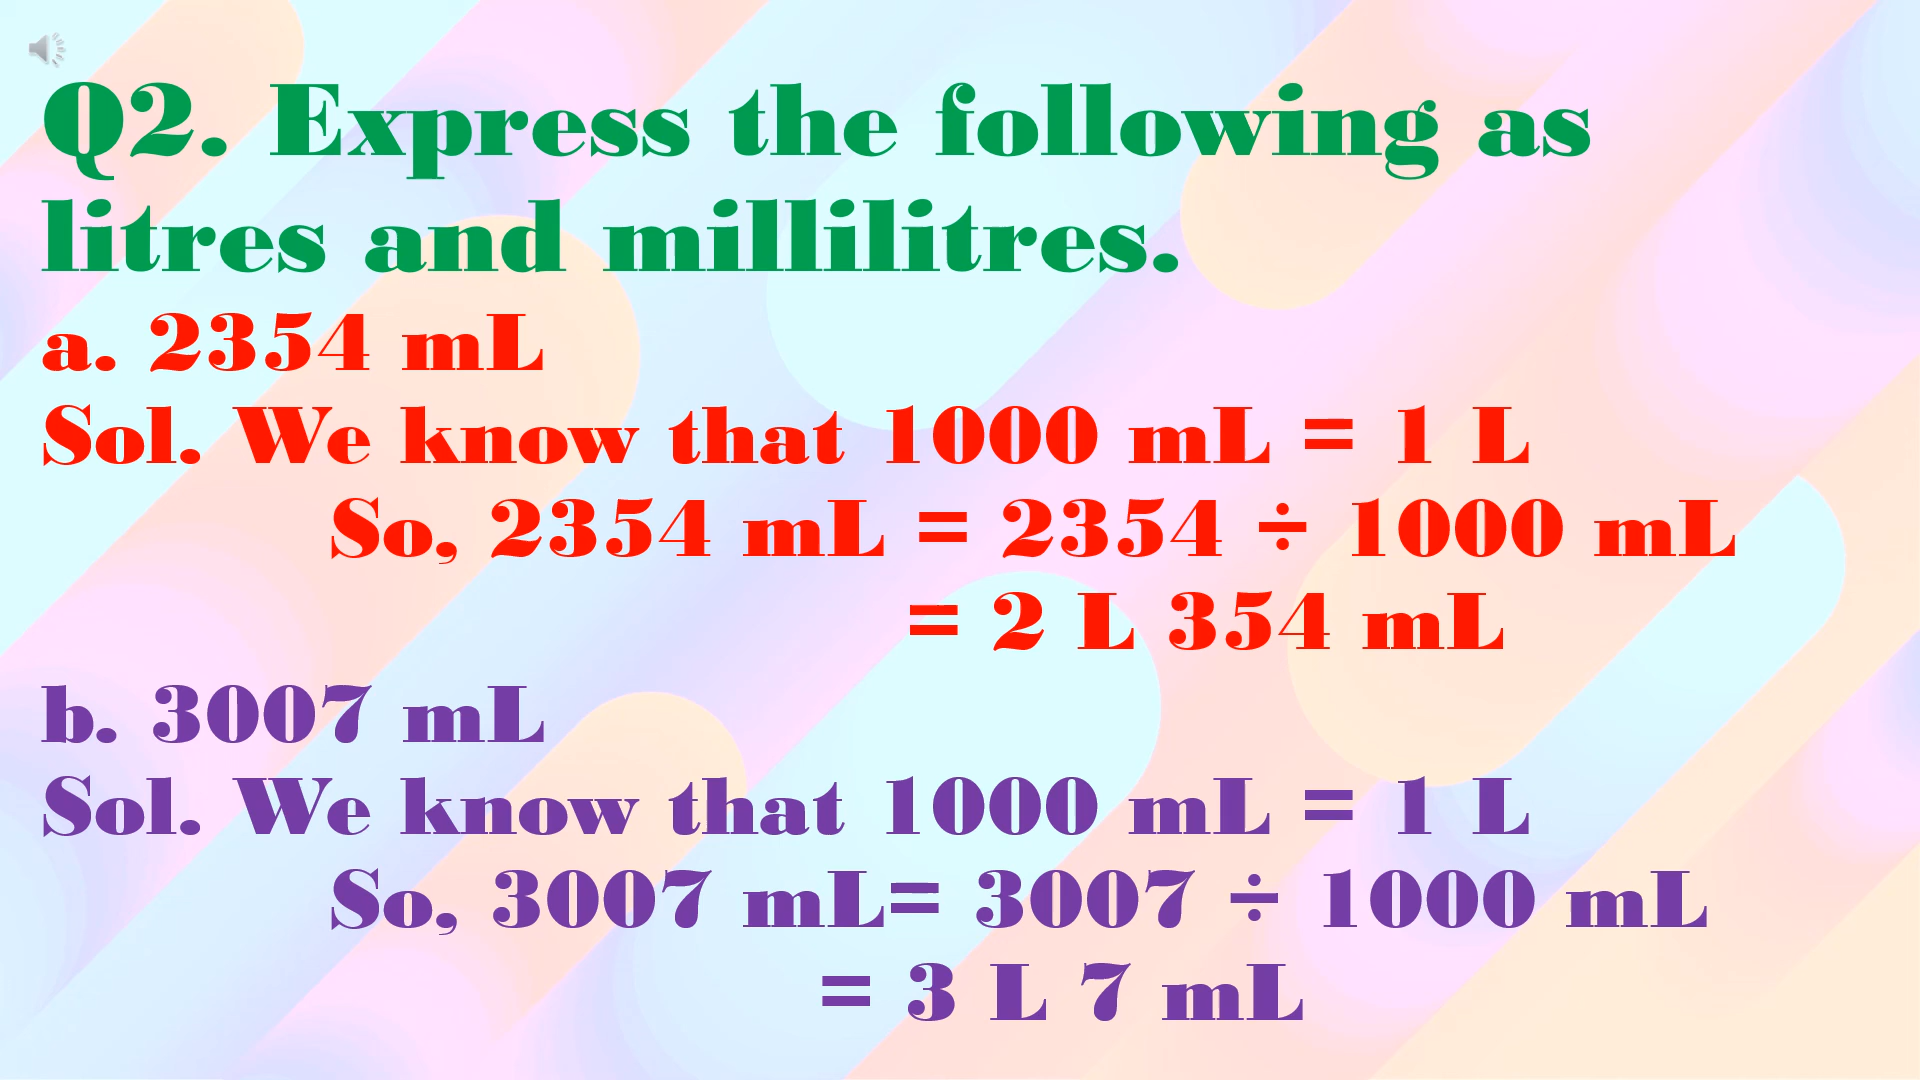 Q2. Express the following as
litres and millilitres.
a. 2354 mL
Sol. We know that 1000 mL = 1 L
So, 2354 mL = 2354 ÷ 1000 mL
= 2 L 354 mL
b. 3007 mL
Sol. We know that 1000 mL = 1 L
So, 3007 mL= 3007 ÷ 1000 mL
= 3 L 7 mL